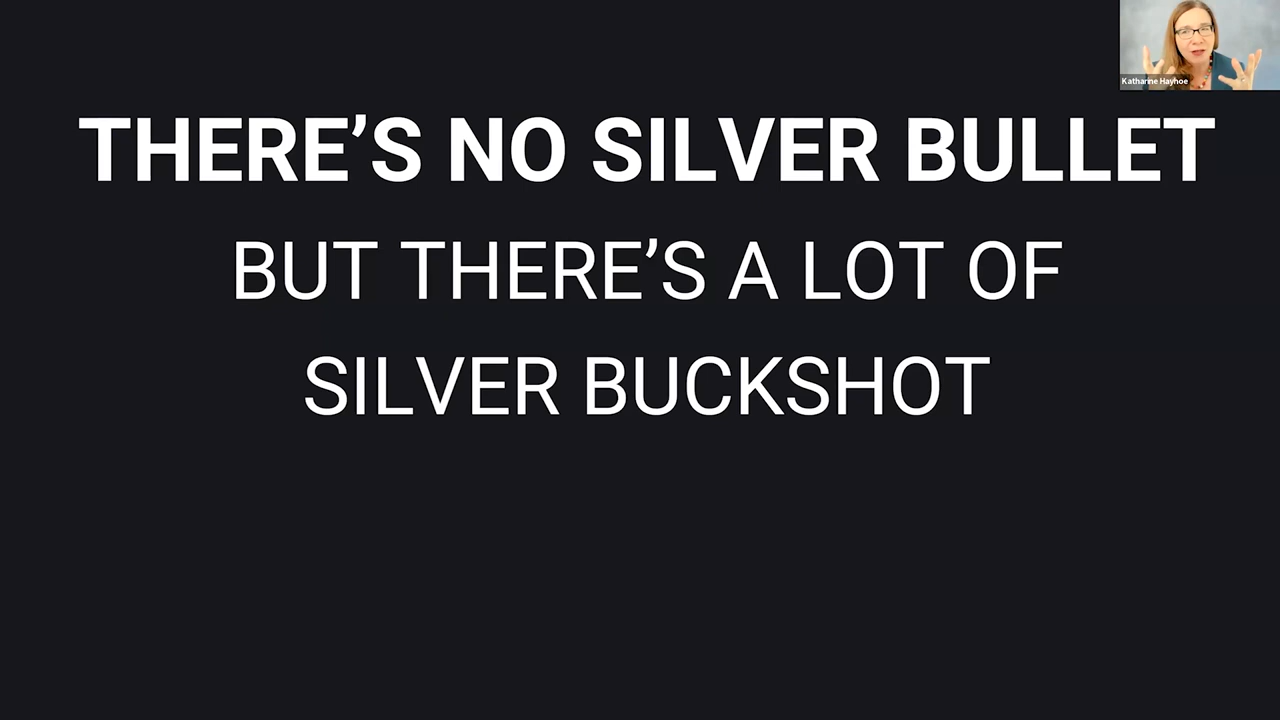 Katharine Hayhoe
THERE’S NO SILVER BULLET
BUT THERE’S A LOT OF
SILVER BUCKSHOT